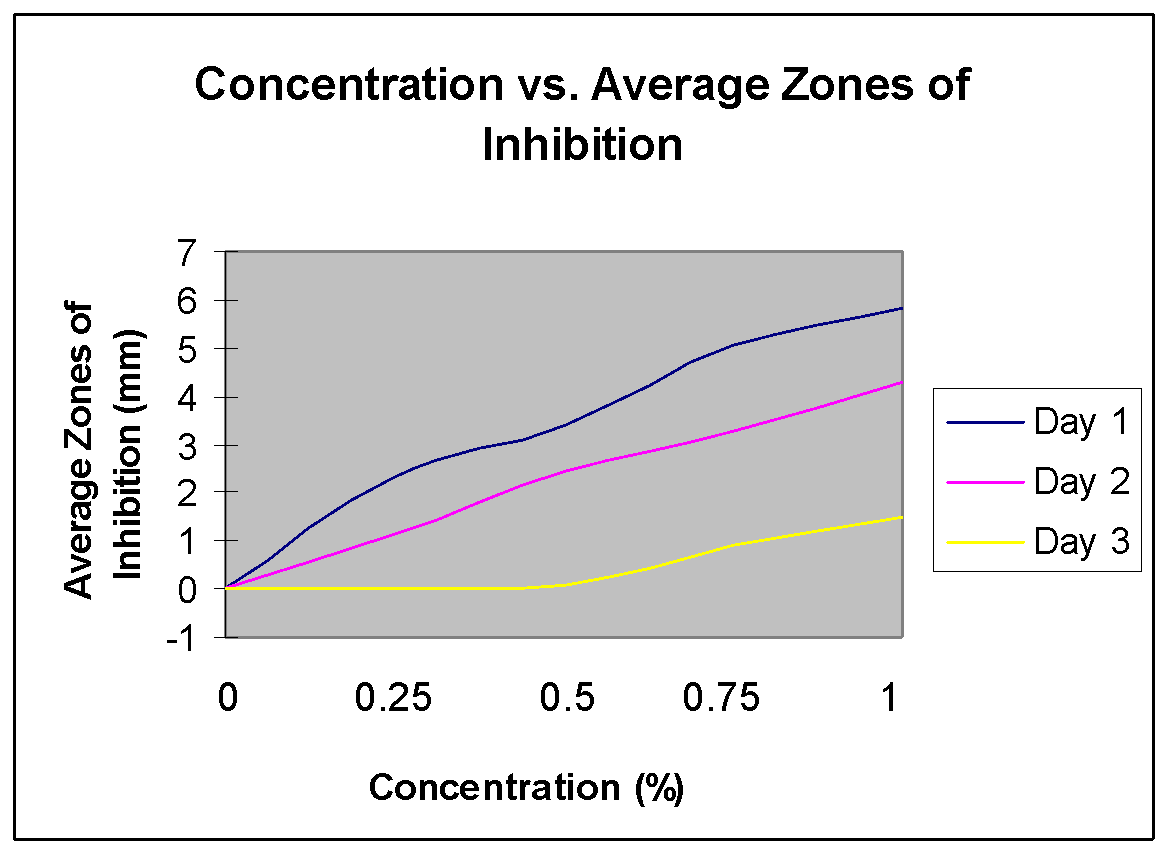 Concentration vs. Average Zones of
Inhibition
Average Zones of
Inhibition (mm)
7
6
5
4
3
2
1
0
-1
0 0.25 0.5 0.75 1
Concentration (%)
Day 1
Day 2
Day 3